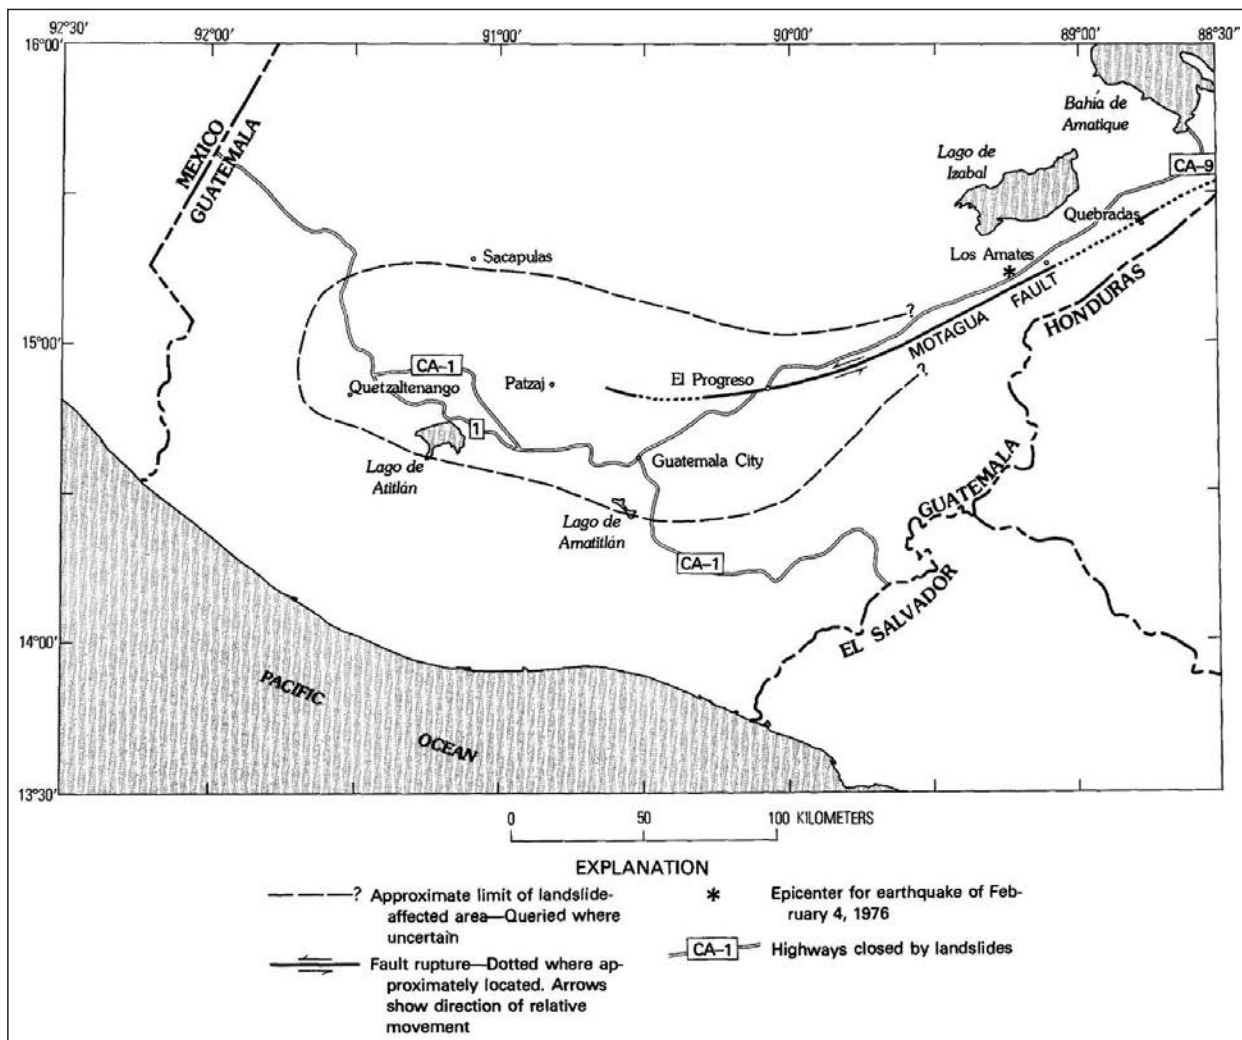 92°30'
92°00'
91°00'
90°00'
89°00'
88°30'
16°00'
MEXICO
GUATEMALA
Bahía de
Amatique
Lago de
Izabal
CA-9
Quebradas
Sacapulas
Los Amates
?
MOTAGUA FAULT
HONDURAS
15°00'
CA-1
Patzaj
El Progreso
?
Quetzaltenango
1
Lago de
Atitlán
Guatemala City
Lago de
Amatitlán
CA-1
GUATEMALA
EL SALVADOR
14°00'
PACIFIC
OCEAN
13°30'
0 50 100 KILOMETERS
EXPLANATION
? Approximate limit of landslide-
affected area—Queried where
uncertain
Fault rupture—Dotted where ap-
proximately located. Arrows
show direction of relative
movement
* Epicenter for earthquake of Feb-
ruary 4, 1976
CA-1 Highways closed by landslides